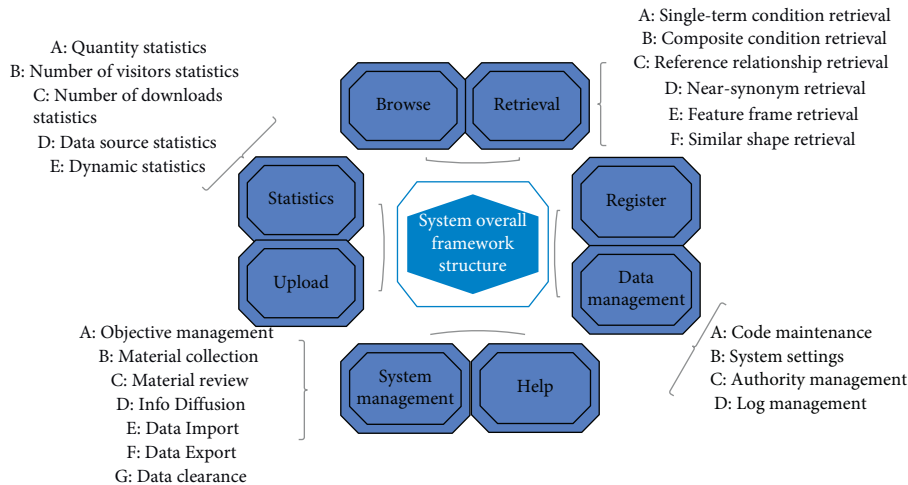 A: Quantity statistics
B: Number of visitors statistics
C: Number of downloads
statistics
D: Data source statistics
E: Dynamic statistics
Browse
Retrieval
A: Single-term condition retrieval
B: Composite condition retrieval
C: Reference relationship retrieval
D: Near-synonym retrieval
E: Feature frame retrieval
F: Similar shape retrieval
Statistics
Upload
System overall
framework
structure
Register
Data
management
A: Objective management
B: Material collection
C: Material review
D: Info Diffusion
E: Data Import
F: Data Export
G: Data clearance
System
management
Help
A: Code maintenance
B: System settings
C: Authority management
D: Log management